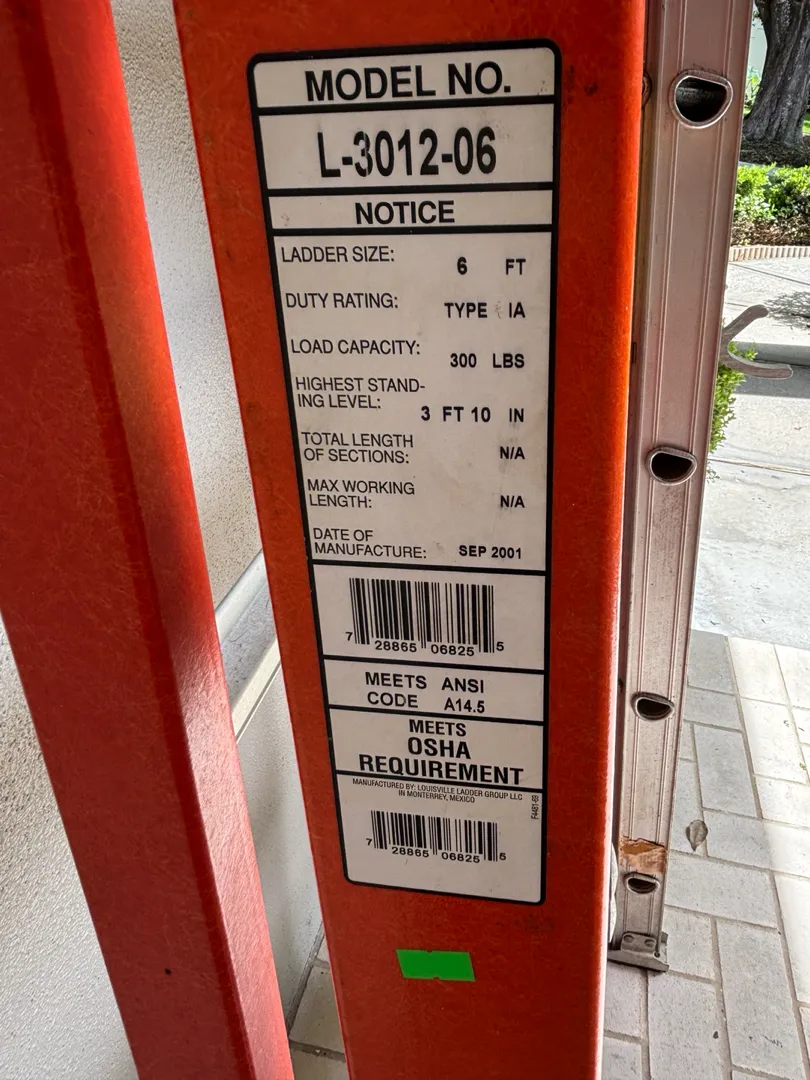 MODEL NO.
L-3012-06
NOTICE
LADDER SIZE: 6 FT
DUTY RATING: TYPE IA
LOAD CAPACITY: 300 LBS
HIGHEST STAND-
ING LEVEL: 3 FT 10 IN
TOTAL LENGTH
OF SECTIONS: N/A
MAX WORKING
LENGTH: N/A
DATE OF
MANUFACTURE: SEP 2001
7 28865 06825 5
MEETS ANSI
CODE A14.5
MEETS
OSHA
REQUIREMENT
MANUFACTURED BY: LOUISVILLE LADDER GROUP LLC
IN MONTERREY, MEXICO
7 28865 06825 5